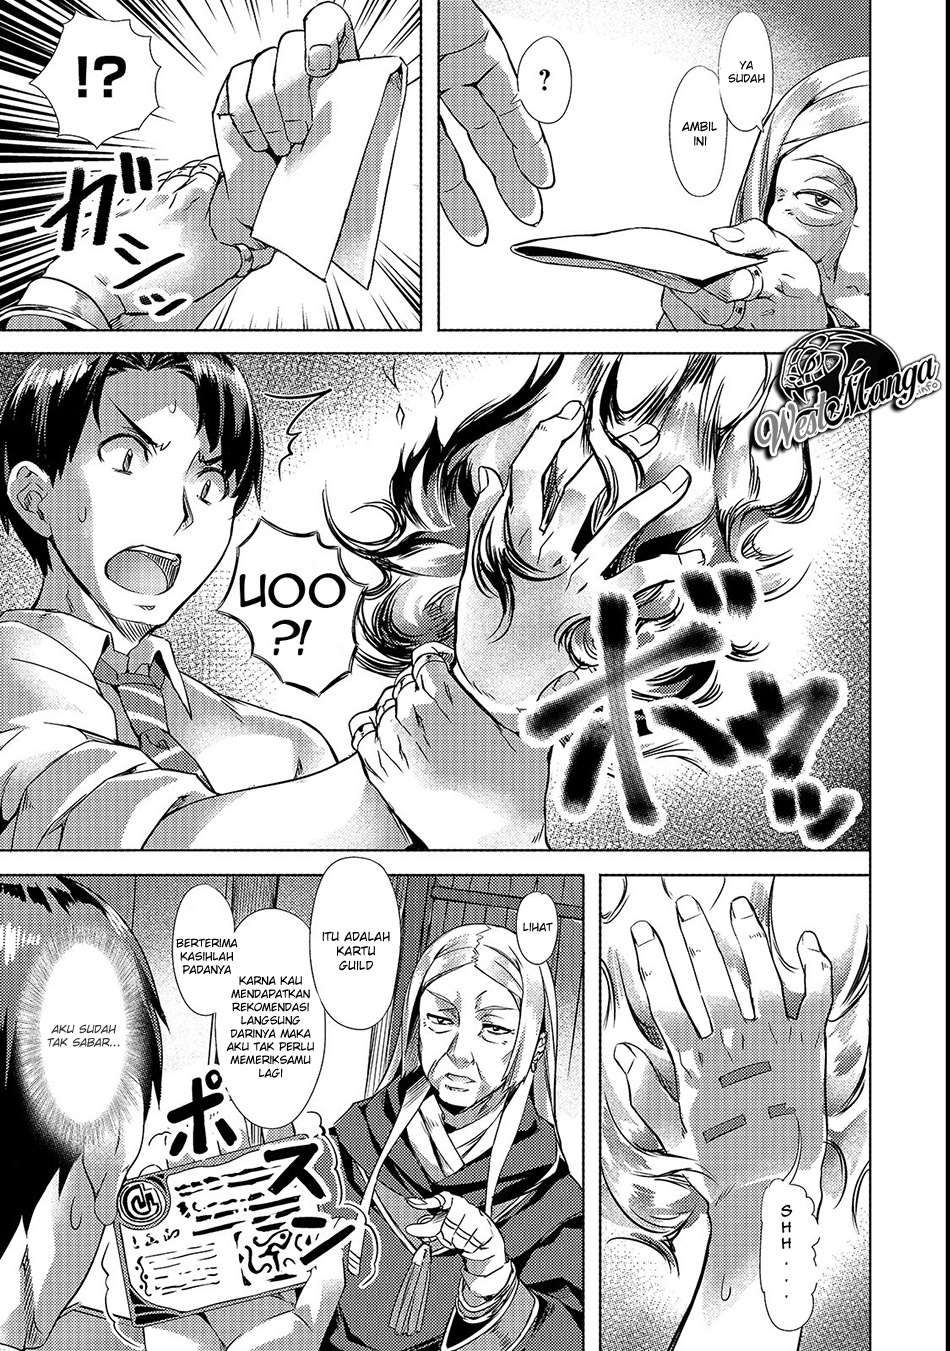 YA
SUDAH
AMBIL
INI
?
!?
ガシッ
WestManga
UOO
?!
ボッ
SHH . . . .
LIHAT
ITU ADALAH
KARTU
GUILD
KARNA KAU
MENDAPATKAN
REKOMENDASI
LANGSUNG
DARINYA MAKA
AKU TAK PERLU
MEMERIKSAMU
LAGI
BERTERIMA
KASIHLAH
PADANYA
ポスン
AKU SUDAH
TAK SABAR...